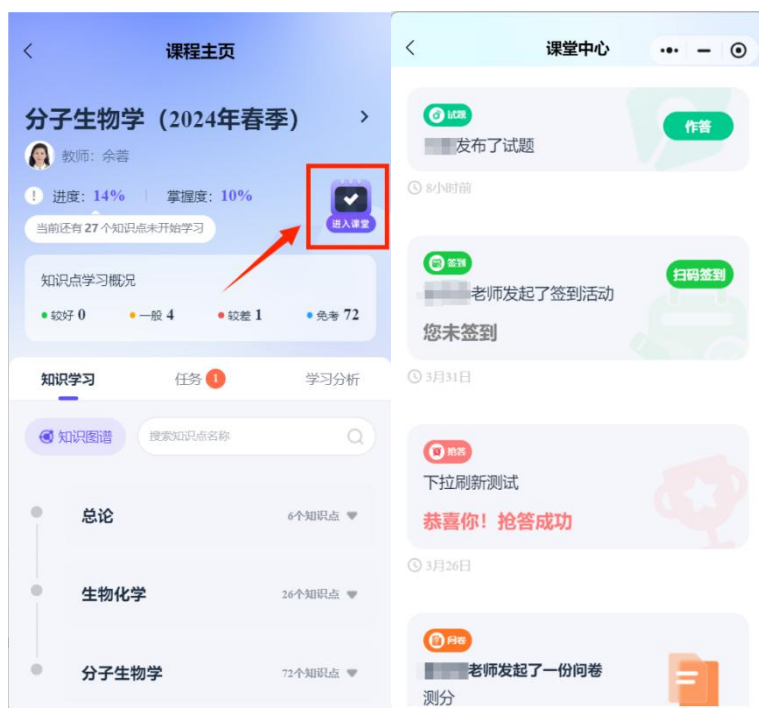 课程主页
分子生物学（2024年春季）
教师：余蓉
进度：14%
掌握度：10%
进入课堂
当前还有 27 个知识点未开始学习
知识点学习概况
较好 0
一般 4
较差 1
免考 72
知识学习
任务 1
学习分析
知识图谱
搜索知识点名称
总论
6个知识点
生物化学
26个知识点
分子生物学
72个知识点
课堂中心
试题
发布了试题
作答
8小时前
签到
老师发起了签到活动
扫码签到
您未签到
3月31日
抢答
下拉刷新测试
恭喜你！抢答成功
3月26日
问卷
老师发起了一份问卷
测分